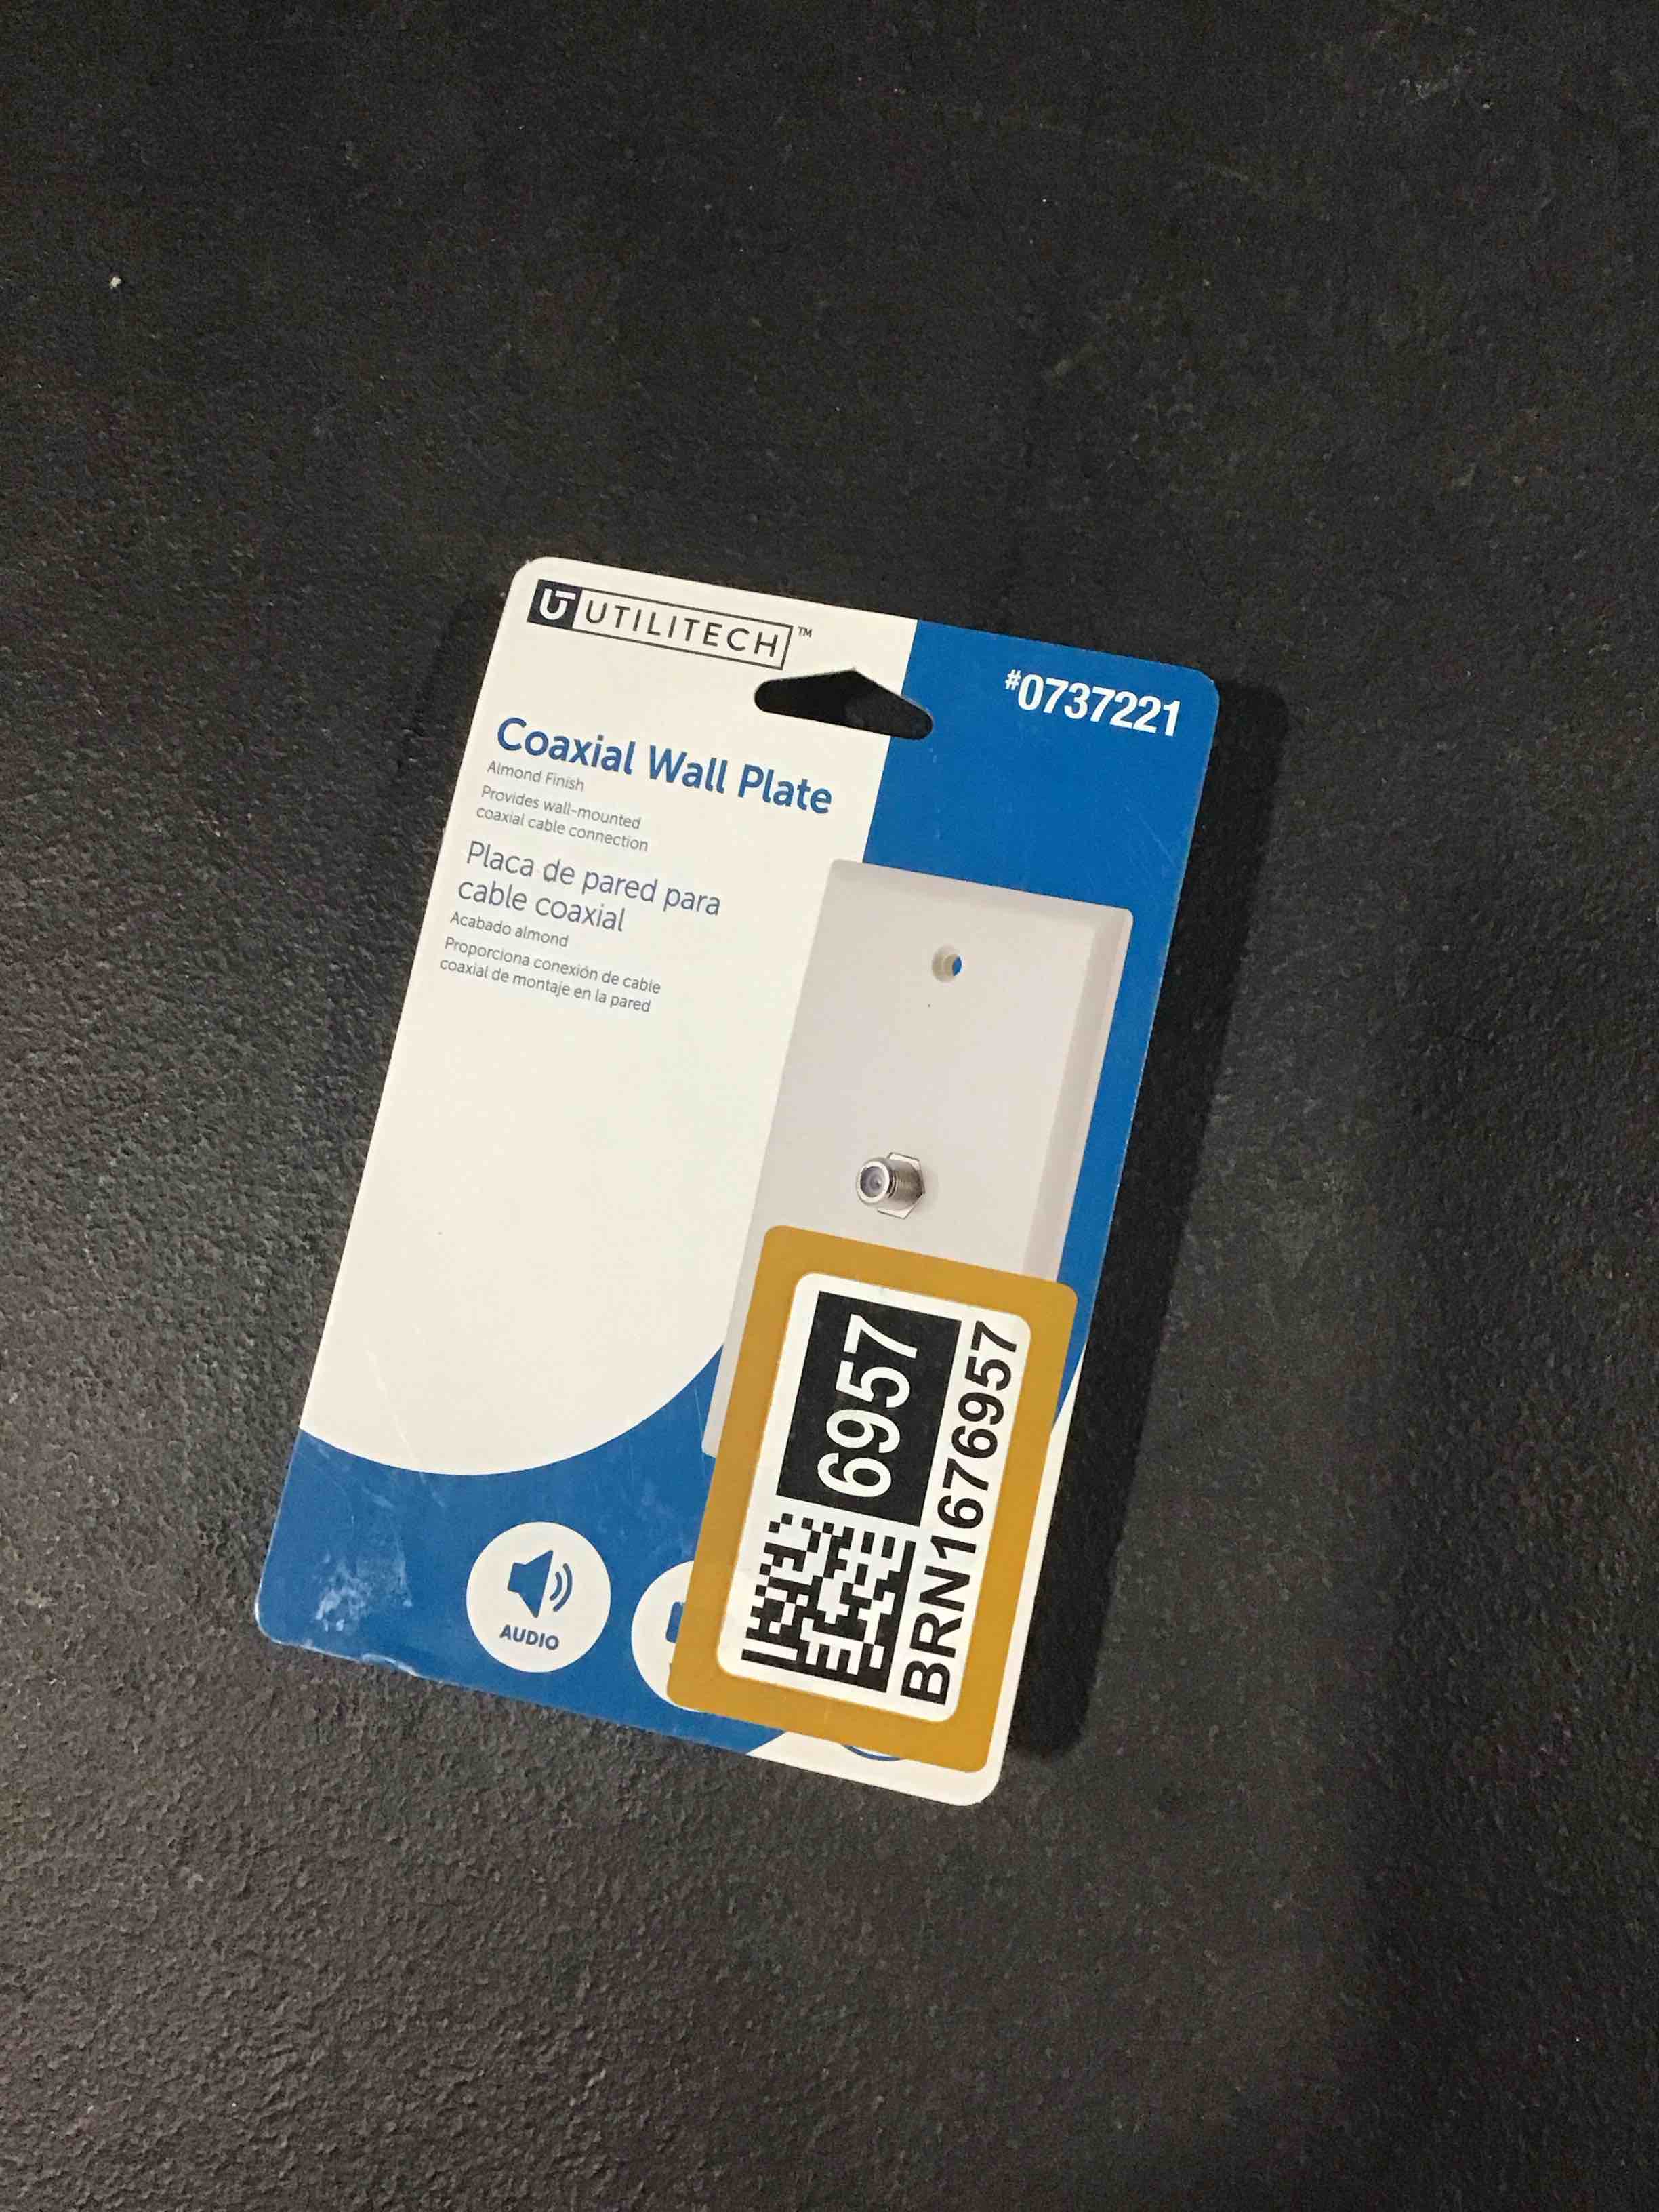 UTILITECH™
#0737221
Coaxial Wall Plate
Almond Finish
Provides wall-mounted
coaxial cable connection
Placa de pared para
cable coaxial
Acabado almond
Proporciona conexión de cable
coaxial de montaje en la pared
6957
BRN1676957
AUDIO